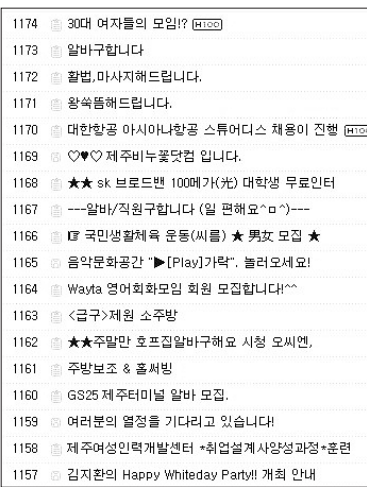 1174 30대 여자들의 모임!? H100
1173 알바구합니다
1172 활법,마사지해드립니다.
1171 왕쑥뜸해드립니다.
1170 대한항공 아시아나항공 스튜어디스 채용이 진행 H100
1169 ♡♥♡ 제주비누꽃닷컴 입니다.
1168 ★★ sk 브로드밴 100메가(光) 대학생 무료인터
1167 ---알바/직원구합니다 (일 편해요^ㅁ^)---
1166 ☞ 국민생활체육 운동(씨름) ★ 男女 모집 ★
1165 음악문화공간 "▶[Play]가락". 놀러오세요!
1164 Wayta 영어회화모임 회원 모집합니다!^^
1163 <급구>제원 소주방
1162 ★★주말만 호프집알바구해요 시청 오씨엔,
1161 주방보조 & 홀써빙
1160 GS25 제주터미널 알바 모집.
1159 여러분의 열정을 기다리고 있습니다!
1158 제주여성인력개발센터 *취업설계사양성과정*훈련
1157 김지환의 Happy Whiteday Party!! 개최 안내